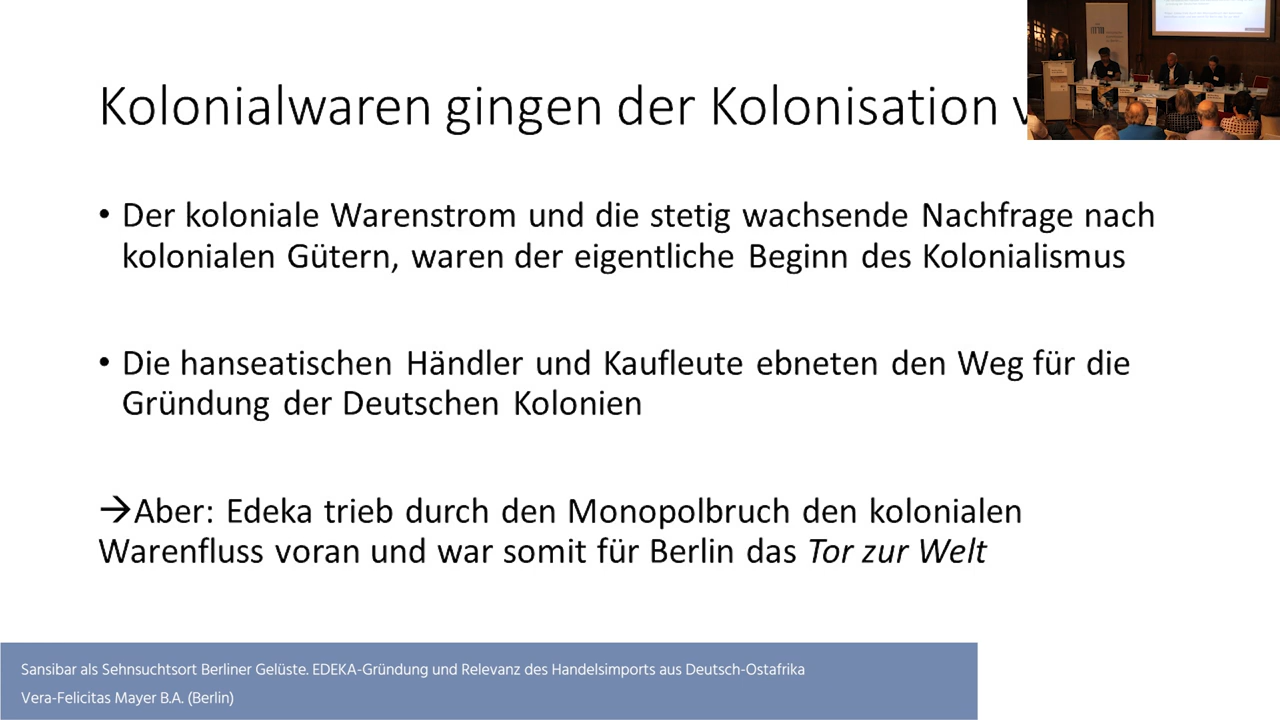 Kolonialwaren gingen der Kolonisation
• Der koloniale Warenstrom und die stetig wachsende Nachfrage nach
kolonialen Gütern, waren der eigentliche Beginn des Kolonialismus
• Die hanseatischen Händler und Kaufleute ebneten den Weg für die
Gründung der Deutschen Kolonien
→Aber: Edeka trieb durch den Monopolbruch den kolonialen
Warenfluss voran und war somit für Berlin das Tor zur Welt
Sansibar als Sehnsuchtsort Berliner Gelüste. EDEKA-Gründung und Relevanz des Handelsimports aus Deutsch-Ostafrika
Vera-Felicitas Mayer B.A. (Berlin)